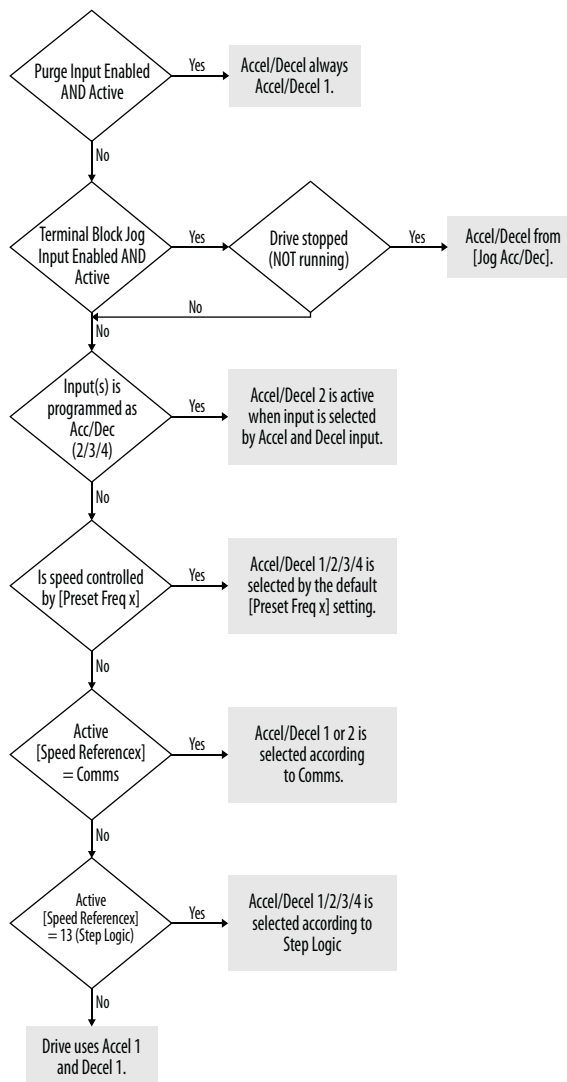 Purge Input Enabled
AND Active
Yes
Accel/Decel always
Accel/Decel 1.
No
Terminal Block Jog
Input Enabled AND
Active
Yes
Drive stopped
(NOT running)
Yes
Accel/Decel from
[Jog Acc/Dec].
No
No
Input(s) is
programmed as
Acc/Dec
(2/3/4)
Yes
Accel/Decel 2 is active
when input is selected
by Accel and Decel input.
No
Is speed controlled
by [Preset Freq x]
Yes
Accel/Decel 1/2/3/4 is
selected by the default
[Preset Freq x] setting.
No
Active
[Speed Referencex]
= Comms
Yes
Accel/Decel 1 or 2 is
selected according
to Comms.
No
Active
[Speed Referencex]
= 13 (Step Logic)
Yes
Accel/Decel 1/2/3/4 is
selected according to
Step Logic
No
Drive uses Accel 1
and Decel 1.